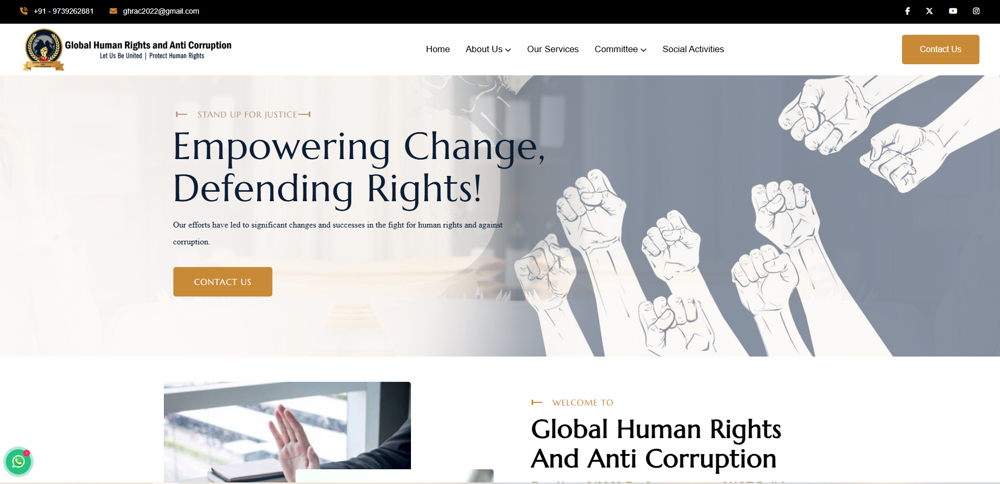 +91 - 9739262881
ghrac2022@gmail.com
Global Human Rights and Anti Corruption
Let Us Be United | Protect Human Rights
Home
About Us
Our Services
Committee
Social Activities
Contact Us
STAND UP FOR JUSTICE
Empowering Change,
Defending Rights!
Our efforts have led to significant changes and successes in the fight for human rights and against
corruption.
CONTACT US
WELCOME TO
Global Human Rights
And Anti Corruption
1